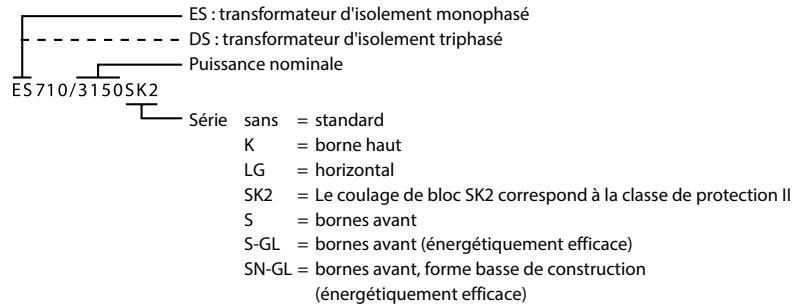 ES : transformateur d'isolement monophasé
DS : transformateur d'isolement triphasé
Puissance nominale
ES710/3150SK2
Série sans = standard
K = borne haut
LG = horizontal
SK2 = Le coulage de bloc SK2 correspond à la classe de protection II
S = bornes avant
S-GL = bornes avant (énergétiquement efficace)
SN-GL = bornes avant, forme basse de construction
(énergétiquement efficace)